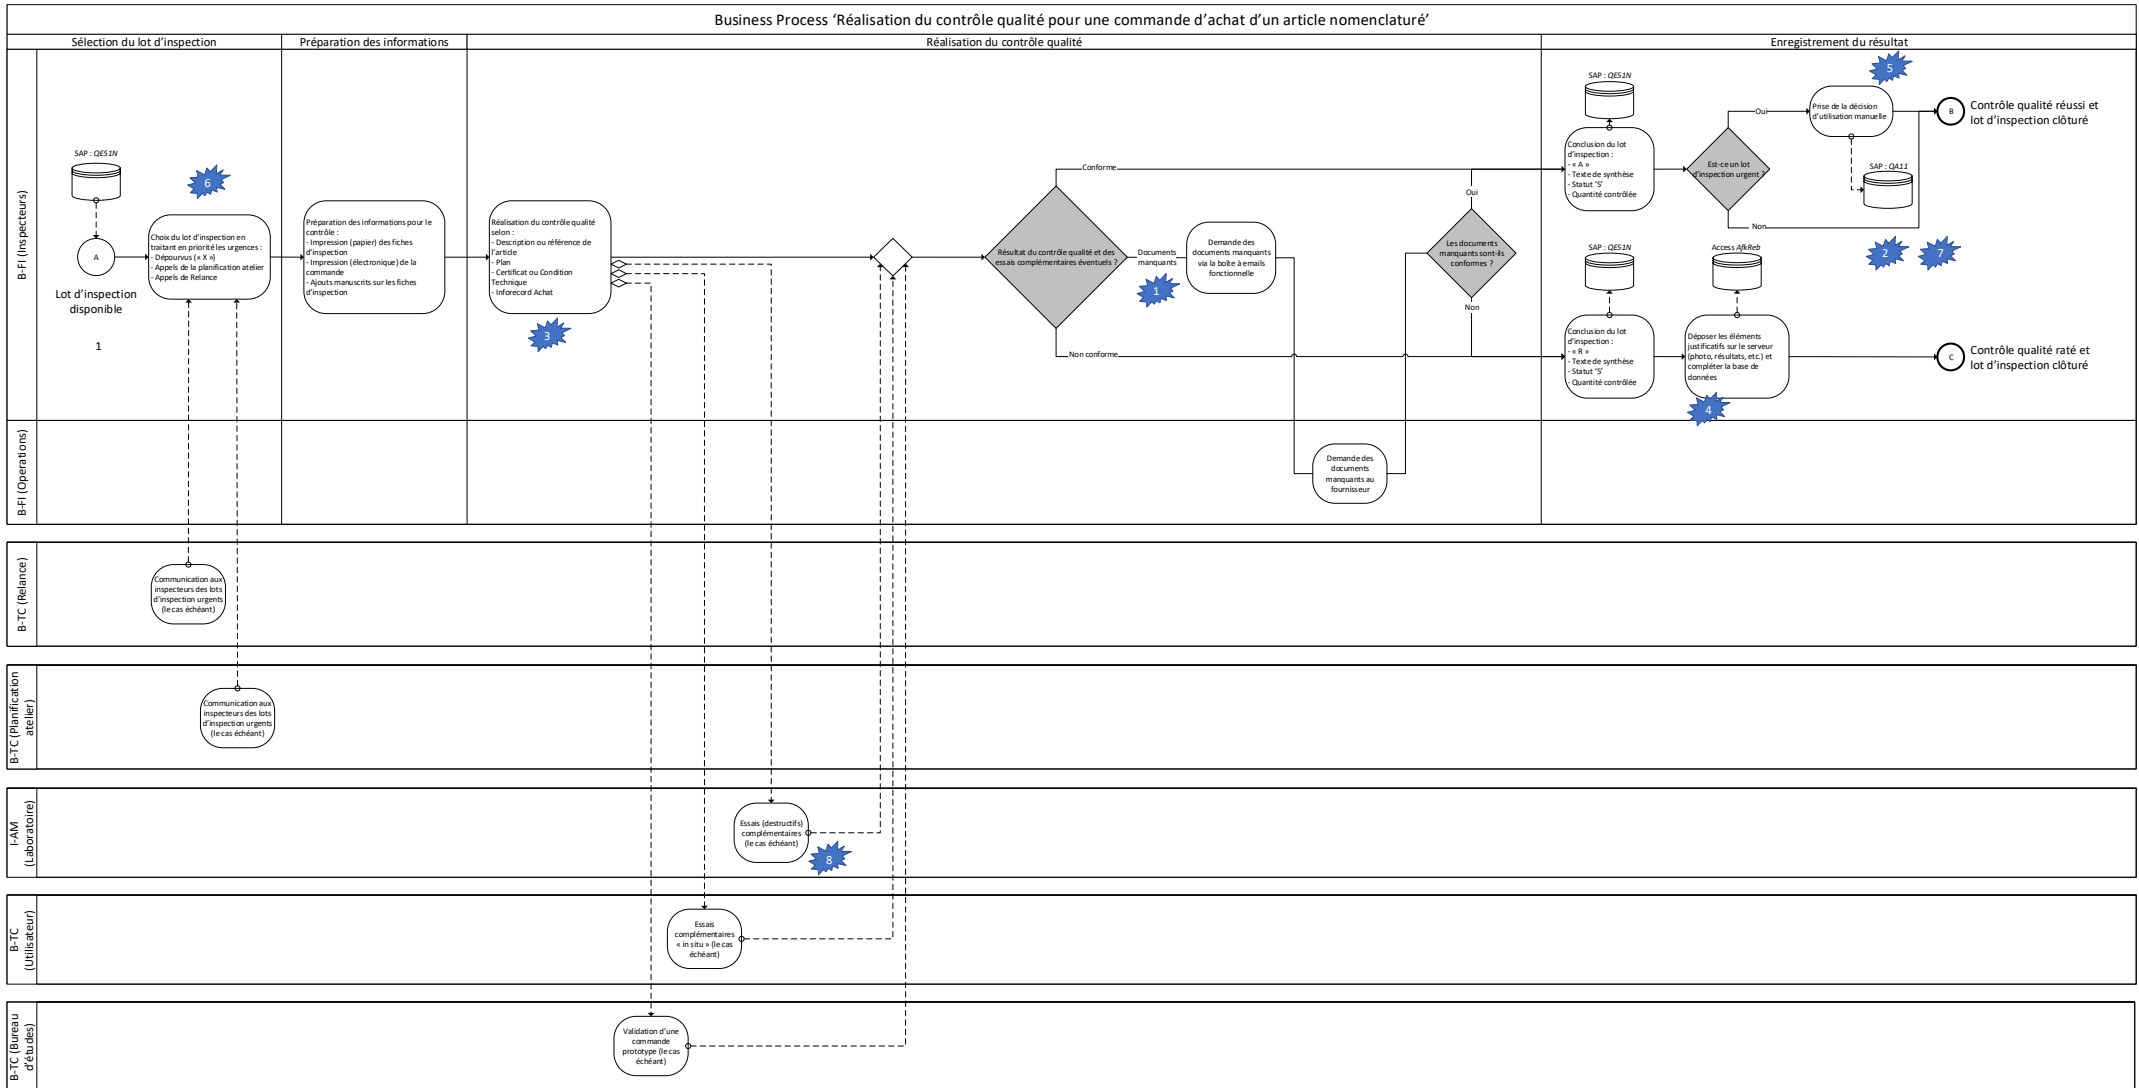 Business Process ‘Réalisation du contrôle qualité pour une commande d’achat d’un article nomenclaturé’
Sélection du lot d’inspection
Préparation des informations
Réalisation du contrôle qualité
Enregistrement du résultat
B-FI (Inspecteurs)
SAP : QE51N
A
Lot d’inspection
disponible
1
6
Choix du lot d’inspection en
traitant en priorité les urgences :
- Dépourvus (« X »)
- Appels de la planification atelier
- Appels de Relance
Préparation des informations pour le
contrôle :
- Impression (papier) des fiches
d’inspection
- Impression (électronique) de la
commande
- Ajouts manuscrits sur les fiches
d’inspection
Réalisation du contrôle qualité
selon :
- Description ou référence de
l’article
- Plan
- Certificat ou Condition
Technique
- Inforecord Achat
3
Résultat du contrôle qualité et des
essais complémentaires éventuels ?
Conforme
Documents
manquants
Non conforme
1
Demande des
documents manquants
via la boîte à emails
fonctionnelle
Les documents
manquants sont-ils
conformes ?
Oui
Non
SAP : QE51N
Conclusion du lot
d’inspection :
- « A »
- Texte de synthèse
- Statut ‘5’
- Quantité contrôlée
Est-ce un lot
d’inspection urgent ?
Oui
Non
5
Prise de la décision
d’utilisation manuelle
SAP : QA11
B
Contrôle qualité réussi et
lot d’inspection clôturé
2
7
SAP : QE51N
Conclusion du lot
d’inspection :
- « R »
- Texte de synthèse
- Statut ‘5’
- Quantité contrôlée
Access AfkReb
Déposer les éléments
justificatifs sur le serveur
(photo, résultats, etc.) et
compléter la base de
données
4
C
Contrôle qualité raté et
lot d’inspection clôturé
B-FI (Operations)
Demande des
documents
manquants au
fournisseur
B-TC (Relance)
Communication aux
inspecteurs des lots
d’inspection urgents
(le cas échéant)
B-TC (Planification
atelier)
Communication aux
inspecteurs des lots
d’inspection urgents
(le cas échéant)
I-AM
(Laboratoire)
Essais (destructifs)
complémentaires
(le cas échéant)
8
B-TC
(Utilisateur)
Essais
complémentaires
« in situ » (le cas
échéant)
B-TC (Bureau
d’études)
Validation d’une
commande
prototype (le cas
échéant)